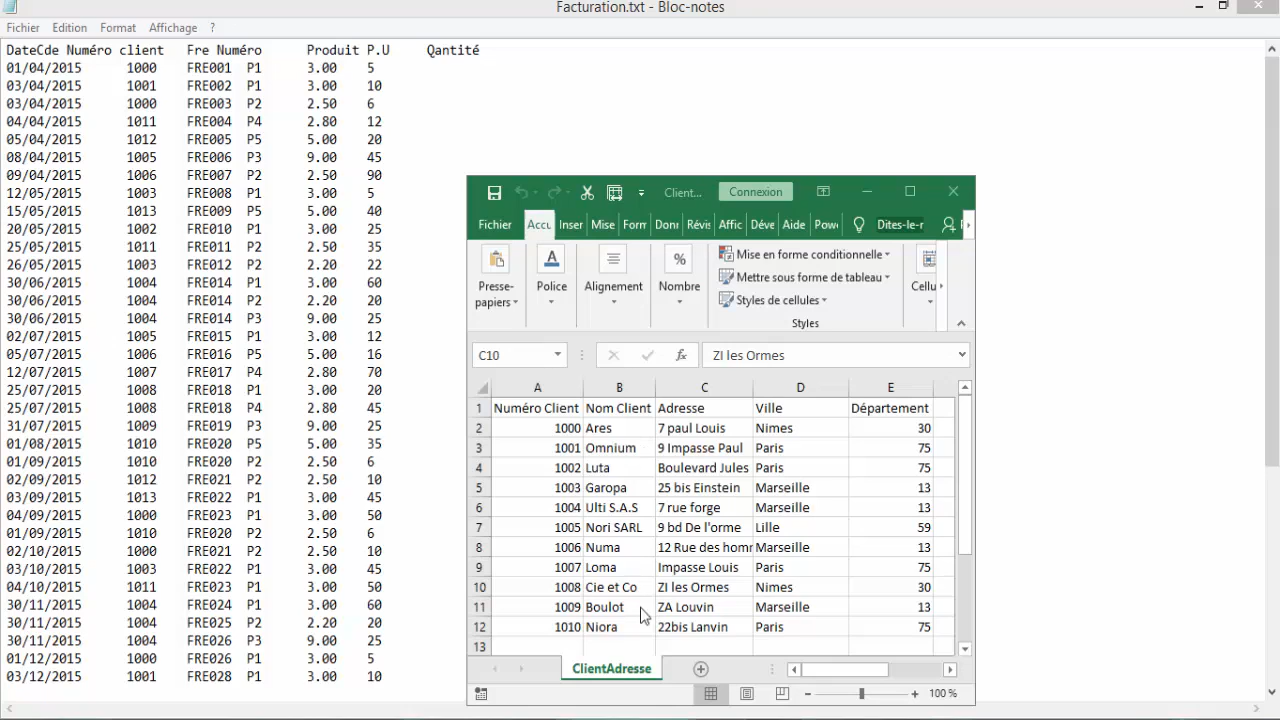 Facturation.txt - Bloc-notes
Fichier Edition Format Affichage ?
DateCde Numéro client Fre Numéro Produit P.U Qantité
01/04/2015 1000 FRE001 P1 3.00 5
03/04/2015 1001 FRE002 P1 3.00 10
03/04/2015 1000 FRE003 P2 2.50 6
04/04/2015 1011 FRE004 P4 2.80 12
05/04/2015 1012 FRE005 P5 5.00 20
08/04/2015 1005 FRE006 P3 9.00 45
09/04/2015 1006 FRE007 P2 2.50 90
12/05/2015 1003 FRE008 P1 3.00 5
15/05/2015 1013 FRE009 P5 5.00 40
20/05/2015 1002 FRE010 P1 3.00 25
25/05/2015 1011 FRE011 P2 2.50 35
26/05/2015 1003 FRE012 P2 2.20 22
30/06/2015 1004 FRE014 P1 3.00 60
30/06/2015 1004 FRE014 P2 2.20 20
30/06/2015 1004 FRE014 P3 9.00 25
02/07/2015 1005 FRE015 P1 3.00 12
05/07/2015 1006 FRE016 P5 5.00 16
12/07/2015 1007 FRE017 P4 2.80 70
25/07/2015 1008 FRE018 P1 3.00 20
25/07/2015 1008 FRE018 P4 2.80 45
31/07/2015 1009 FRE019 P3 9.00 25
01/08/2015 1010 FRE020 P5 5.00 35
01/09/2015 1010 FRE020 P2 2.50 6
02/09/2015 1012 FRE021 P2 2.50 10
03/09/2015 1013 FRE022 P1 3.00 45
04/09/2015 1000 FRE023 P1 3.00 50
01/09/2015 1010 FRE020 P2 2.50 6
02/10/2015 1000 FRE021 P2 2.50 10
03/10/2015 1003 FRE022 P1 3.00 45
04/10/2015 1011 FRE023 P1 3.00 50
30/11/2015 1004 FRE024 P1 3.00 60
30/11/2015 1004 FRE025 P2 2.20 20
30/11/2015 1004 FRE026 P3 9.00 25
01/12/2015 1000 FRE026 P1 3.00 5
03/12/2015 1001 FRE028 P1 3.00 10
Client... Connexion
Fichier Accu Inser Mise Form Donn Révis Affic Déve Aide Powe Dites-le-r
Presse-papiers Police Alignement Nombre
Mise en forme conditionnelle
Mettre sous forme de tableau
Styles de cellules
Styles
Cellu
C10 fx ZI les Ormes
A B C D E
1 Numéro Client Nom Client Adresse Ville Département
2 1000 Ares 7 paul Louis Nimes 30
3 1001 Omnium 9 Impasse Paul Paris 75
4 1002 Luta Boulevard Jules Paris 75
5 1003 Garopa 25 bis Einstein Marseille 13
6 1004 Ulti S.A.S 7 rue forge Marseille 13
7 1005 Nori SARL 9 bd De l'orme Lille 59
8 1006 Numa 12 Rue des homm Marseille 13
9 1007 Loma Impasse Louis Paris 75
10 1008 Cie et Co ZI les Ormes Nimes 30
11 1009 Boulot ZA Louvin Marseille 13
12 1010 Niora 22bis Lanvin Paris 75
13
ClientAdresse
100 %